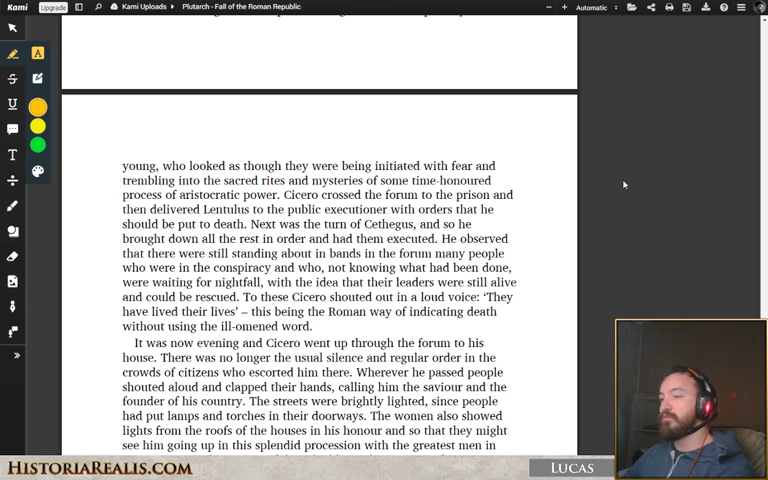 Kami
Upgrade
Kami Uploads
Plutarch - Fall of the Roman Republic
Automatic
young, who looked as though they were being initiated with fear and
trembling into the sacred rites and mysteries of some time-honoured
process of aristocratic power. Cicero crossed the forum to the prison and
then delivered Lentulus to the public executioner with orders that he
should be put to death. Next was the turn of Cethegus, and so he
brought down all the rest in order and had them executed. He observed
that there were still standing about in bands in the forum many people
who were in the conspiracy and who, not knowing what had been done,
were waiting for nightfall, with the idea that their leaders were still alive
and could be rescued. To these Cicero shouted out in a loud voice: ‘They
have lived their lives’ – this being the Roman way of indicating death
without using the ill-omened word.
It was now evening and Cicero went up through the forum to his
house. There was no longer the usual silence and regular order in the
crowds of citizens who escorted him there. Wherever he passed people
shouted aloud and clapped their hands, calling him the saviour and the
founder of his country. The streets were brightly lighted, since people
had put lamps and torches in their doorways. The women also showed
lights from the roofs of the houses in his honour and so that they might
see him going up in this splendid procession with the greatest men in
HISTORIAREALIS.COM
LUCAS